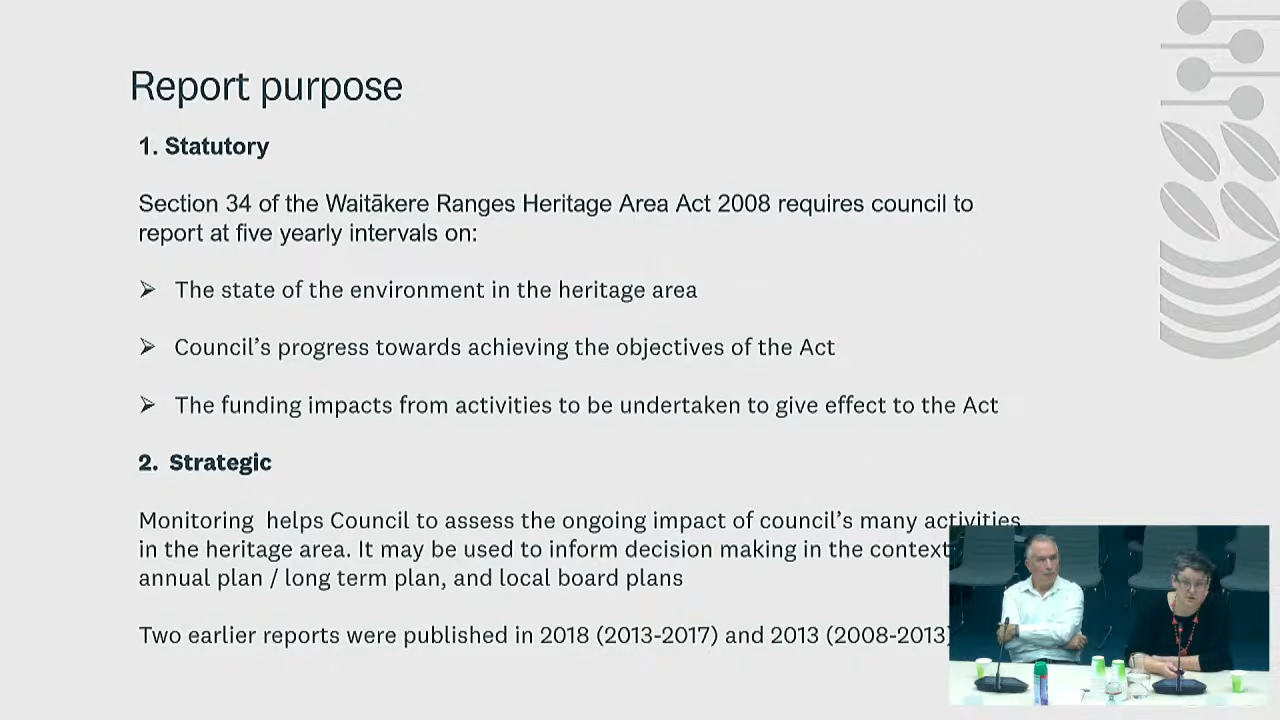 Report purpose
1. Statutory
Section 34 of the Waitākere Ranges Heritage Area Act 2008 requires council to
report at five yearly intervals on:
➢ The state of the environment in the heritage area
➢ Council’s progress towards achieving the objectives of the Act
➢ The funding impacts from activities to be undertaken to give effect to the Act
2. Strategic
Monitoring helps Council to assess the ongoing impact of council’s many activities
in the heritage area. It may be used to inform decision making in the context
annual plan / long term plan, and local board plans
Two earlier reports were published in 2018 (2013-2017) and 2013 (2008-2013)